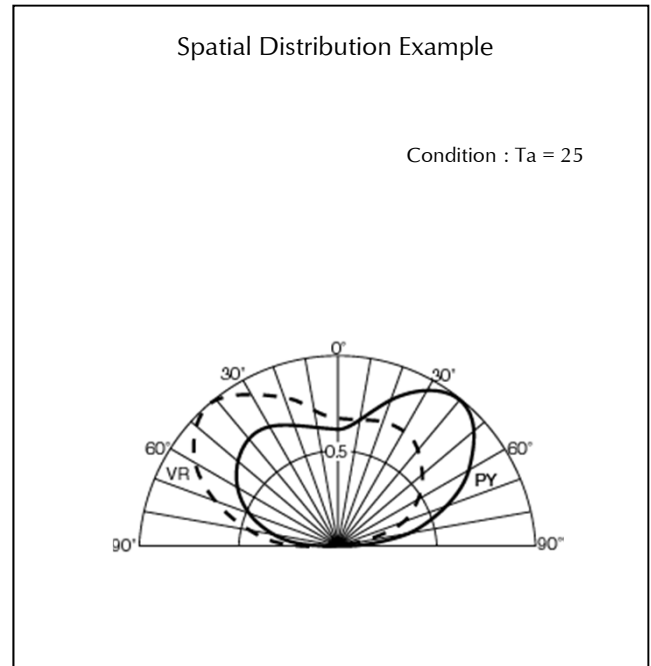 Spatial Distribution Example
Condition : Ta = 25
0°
30° 30°
60° 60°
0.5
VR PY
90° 90°